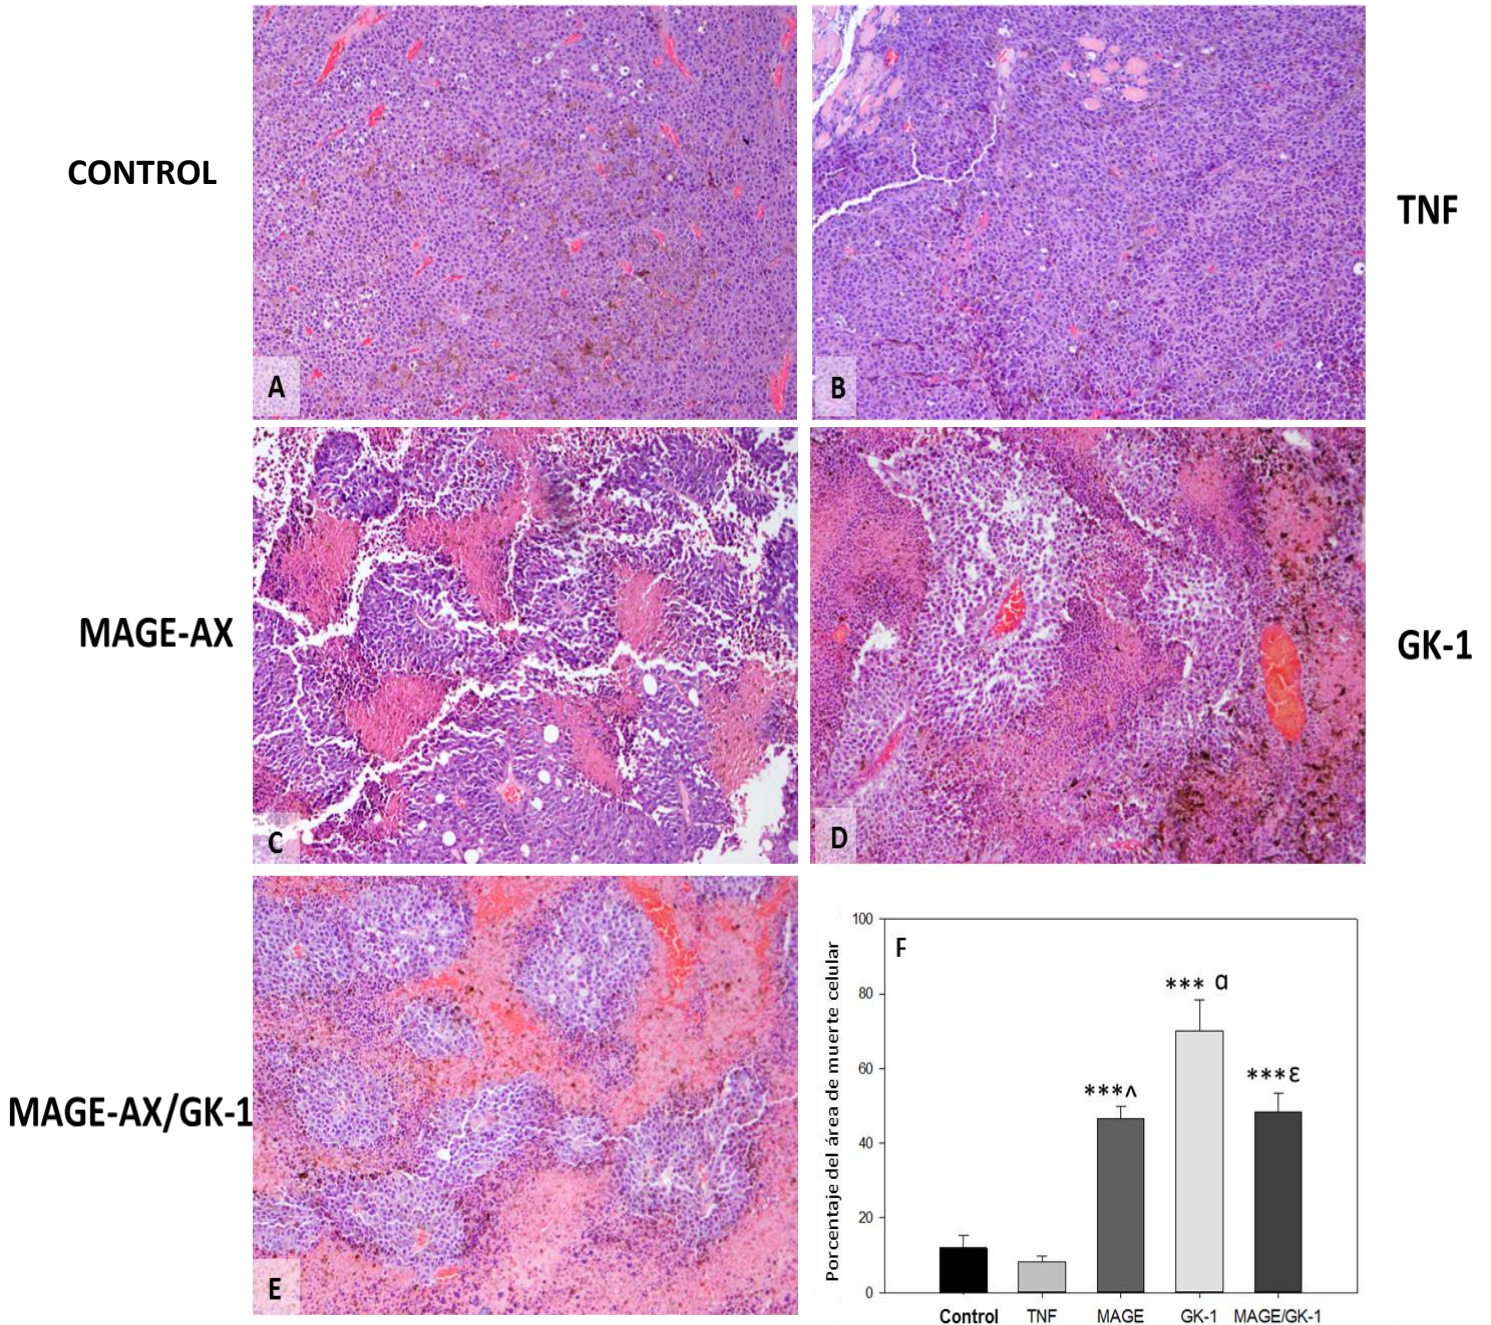 CONTROL
A
B
TNF
MAGE-AX
C
D
GK-1
MAGE-AX/GK-1
E
F
Porcentaje del área de muerte celular
100
80
60
40
20
0
***^
*** α
***ε
Control TNF MAGE GK-1 MAGE/GK-1